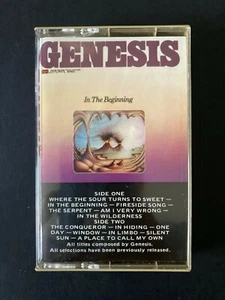 GENESIS
In The Beginning
SIDE ONE
WHERE THE SOUR TURNS TO SWEET –
IN THE BEGINNING – FIRESIDE SONG –
THE SERPENT – AM I VERY WRONG –
IN THE WILDERNESS
SIDE TWO
THE CONQUEROR – IN HIDING – ONE
DAY – WINDOW – IN LIMBO – SILENT
SUN – A PLACE TO CALL MY OWN
All titles composed by Genesis.
All selections have been previously released.